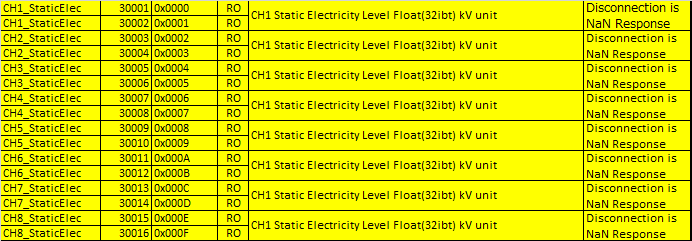 CH1_StaticElec 30001 0x0000 RO CH1 Static Electricity Level Float(32ibt) kV unit Disconnection is
CH1_StaticElec 30002 0x0001 RO NaN Response
CH2_StaticElec 30003 0x0002 RO CH1 Static Electricity Level Float(32ibt) kV unit Disconnection is
CH2_StaticElec 30004 0x0003 RO NaN Response
CH3_StaticElec 30005 0x0004 RO CH1 Static Electricity Level Float(32ibt) kV unit Disconnection is
CH3_StaticElec 30006 0x0005 RO NaN Response
CH4_StaticElec 30007 0x0006 RO CH1 Static Electricity Level Float(32ibt) kV unit Disconnection is
CH4_StaticElec 30008 0x0007 RO NaN Response
CH5_StaticElec 30009 0x0008 RO CH1 Static Electricity Level Float(32ibt) kV unit Disconnection is
CH5_StaticElec 30010 0x0009 RO NaN Response
CH6_StaticElec 30011 0x000A RO CH1 Static Electricity Level Float(32ibt) kV unit Disconnection is
CH6_StaticElec 30012 0x000B RO NaN Response
CH7_StaticElec 30013 0x000C RO CH1 Static Electricity Level Float(32ibt) kV unit Disconnection is
CH7_StaticElec 30014 0x000D RO NaN Response
CH8_StaticElec 30015 0x000E RO CH1 Static Electricity Level Float(32ibt) kV unit Disconnection is
CH8_StaticElec 30016 0x000F RO NaN Response